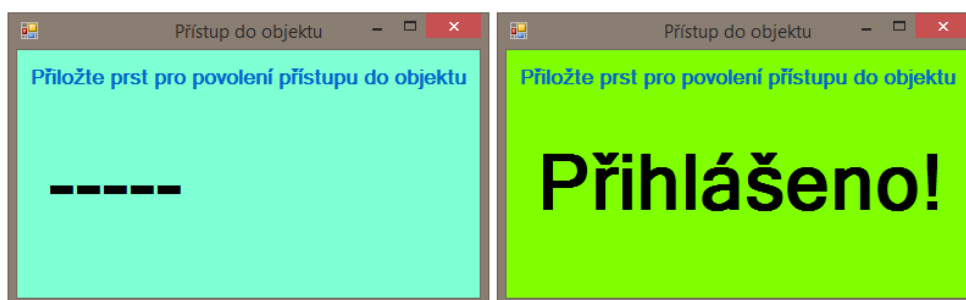 Přístup do objektu
Přiložte prst pro povolení přístupu do objektu
-----
Přístup do objektu
Přiložte prst pro povolení přístupu do objektu
Přihlášeno!